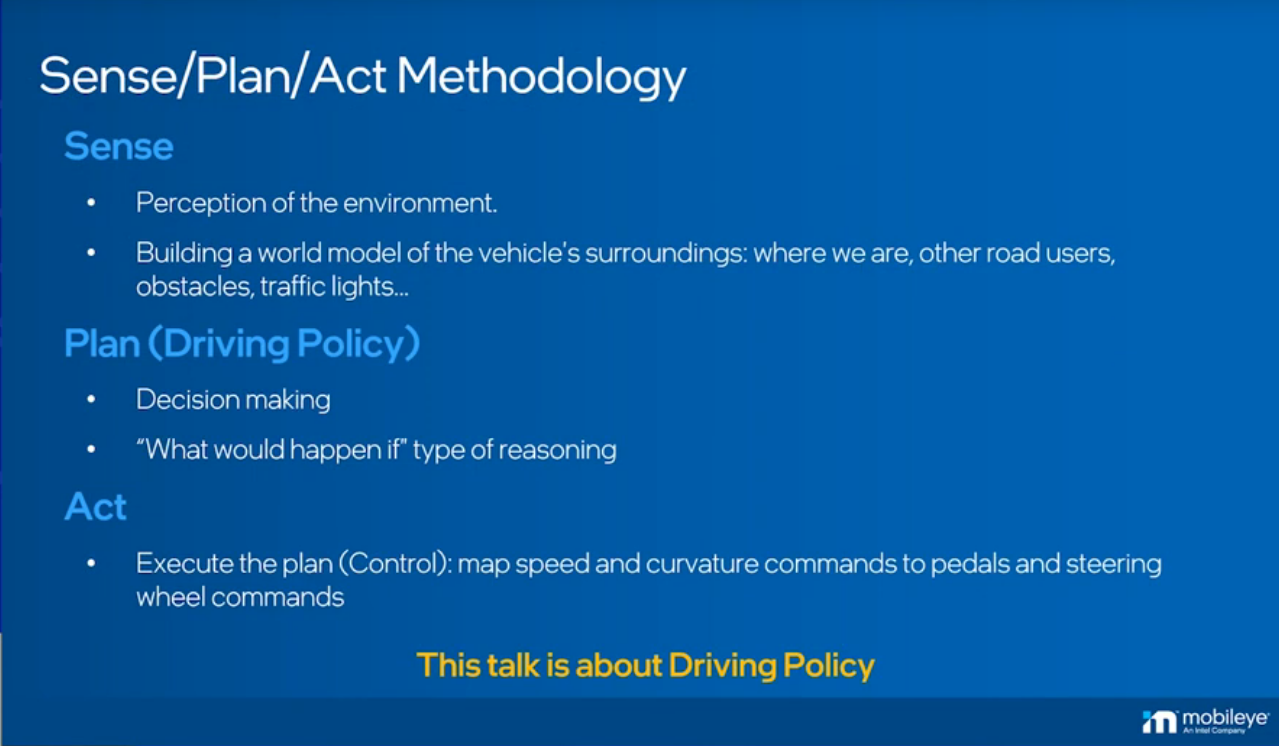 Sense/Plan/Act Methodology
Sense
• Perception of the environment.
• Building a world model of the vehicle's surroundings: where we are, other road users,
obstacles, traffic lights...
Plan (Driving Policy)
• Decision making
• “What would happen if" type of reasoning
Act
• Execute the plan (Control): map speed and curvature commands to pedals and steering
wheel commands
This talk is about Driving Policy
mobileye
An Intel Company